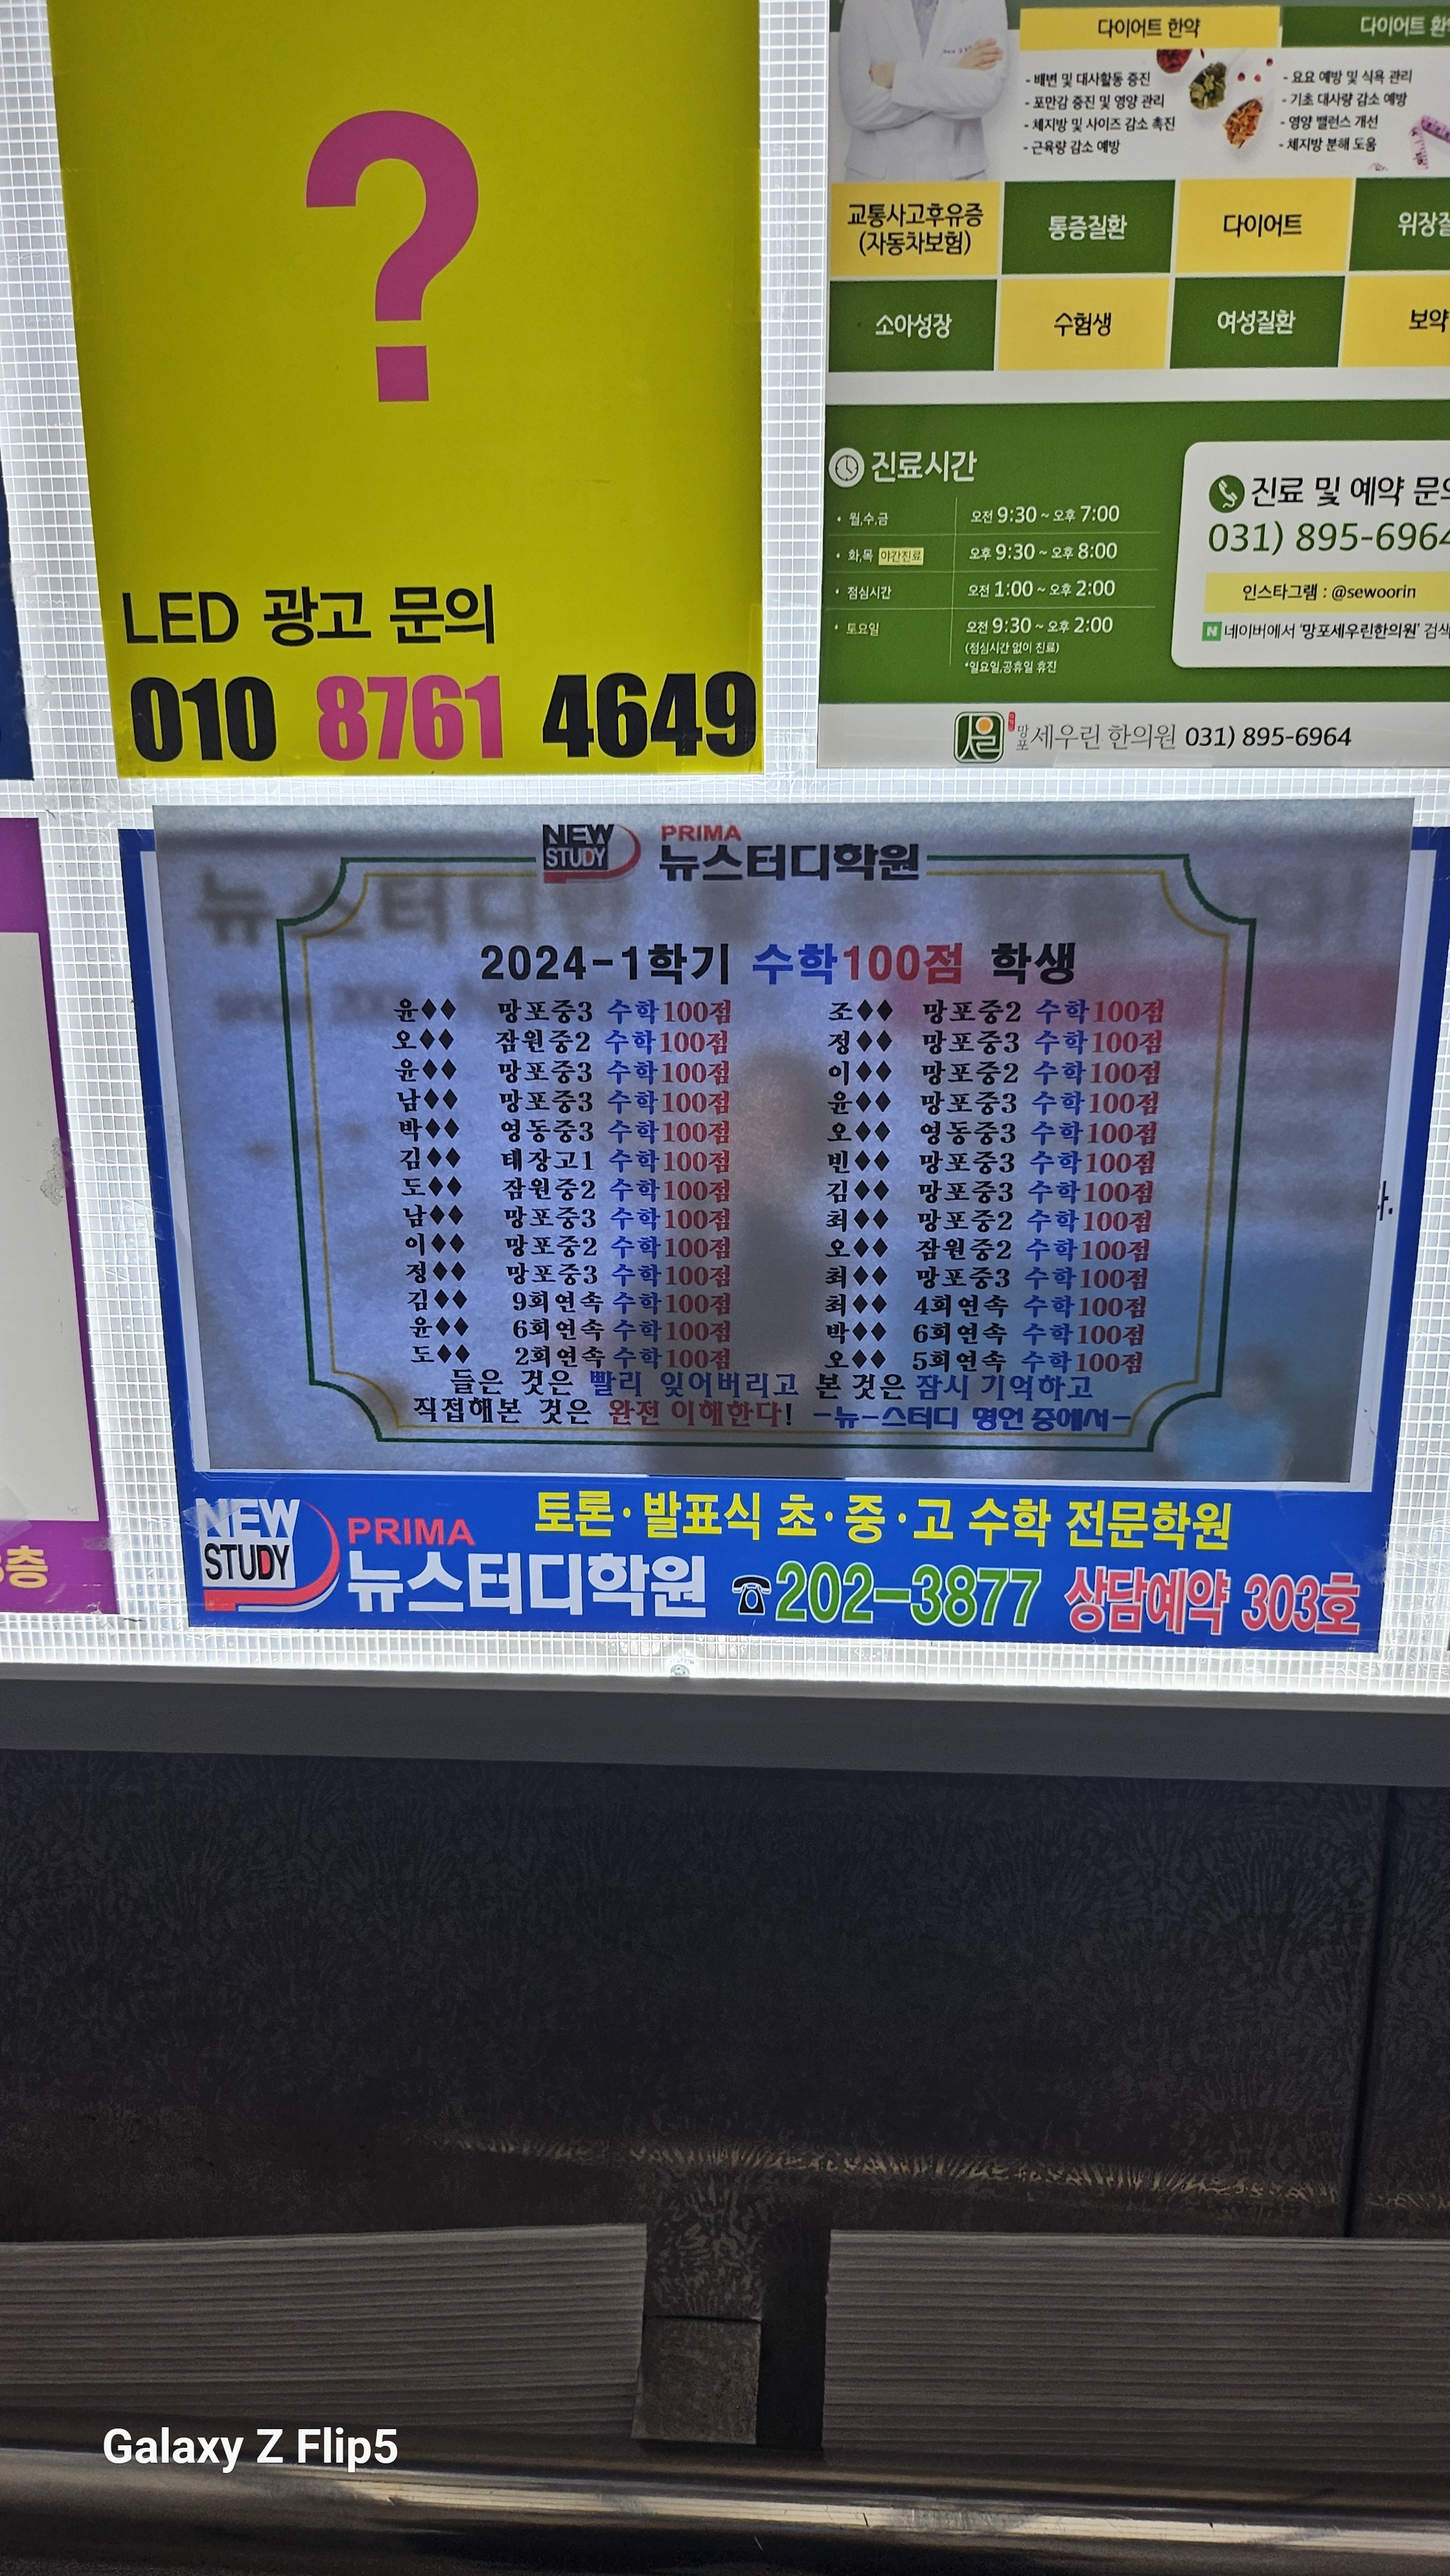 ?
LED 광고 문의
010 8761 4649
다이어트 한약
- 배변 및 대사활동 증진
- 포만감 증진 및 영양 관리
- 체지방 및 사이즈 감소 촉진
- 근육량 감소 예방
다이어트
- 요요 예방 및 식욕 관리
- 기초 대사량 감소 예방
- 영양 밸런스 개선
- 체지방 분해 도움
교통사고후유증 통증질환 다이어트
(자동차보험)
소아성장 수험생 여성질환 보약
진료시간
• 월,수,금 오전 9:30 ~ 오후 7:00
• 화,목 야간진료 오후 9:30 ~ 오후 8:00
• 점심시간 오전 1:00 ~ 오후 2:00
• 토요일 오전 9:30 ~ 오후 2:00
(점심시간 없이 진료)
*일요일,공휴일 휴진
진료 및 예약
031) 895-6964
인스타그램 : @sewoorin
N 네이버에서 '망포세우린한의원' 검색
망포 세우린 한의원 031) 895-6964
NEW STUDY PRIMA
뉴스터디학원
2024-1학기 수학100점 학생
윤♦♦ 망포중3 수학100점 조♦♦ 망포중2 수학100점
오♦♦ 잠원중2 수학100점 정♦♦ 망포중3 수학100점
윤♦♦ 망포중3 수학100점 이♦♦ 망포중2 수학100점
남♦♦ 망포중3 수학100점 윤♦♦ 망포중3 수학100점
박♦♦ 영동중3 수학100점 오♦♦ 영동중3 수학100점
김♦♦ 태장고1 수학100점 빈♦♦ 망포중3 수학100점
도♦♦ 잠원중2 수학100점 김♦♦ 망포중3 수학100점
남♦♦ 망포중3 수학100점 최♦♦ 망포중2 수학100점
이♦♦ 망포중2 수학100점 오♦♦ 잠원중2 수학100점
정♦♦ 망포중3 수학100점 최♦♦ 망포중3 수학100점
김♦♦ 9회연속 수학100점 최♦♦ 4회연속 수학100점
윤♦♦ 6회연속 수학100점 박♦♦ 6회연속 수학100점
도♦♦ 2회연속 수학100점 오♦♦ 5회연속 수학100점
들은 것은 빨리 잊어버리고 본 것은 잠시 기억하고
직접해본 것은 완전 이해한다! -뉴-스터디 명언 중에서-
토론·발표식 초·중·고 수학 전문학원
NEW STUDY PRIMA
뉴스터디학원 ☎202-3877 상담예약 303호
층
Galaxy Z Flip5